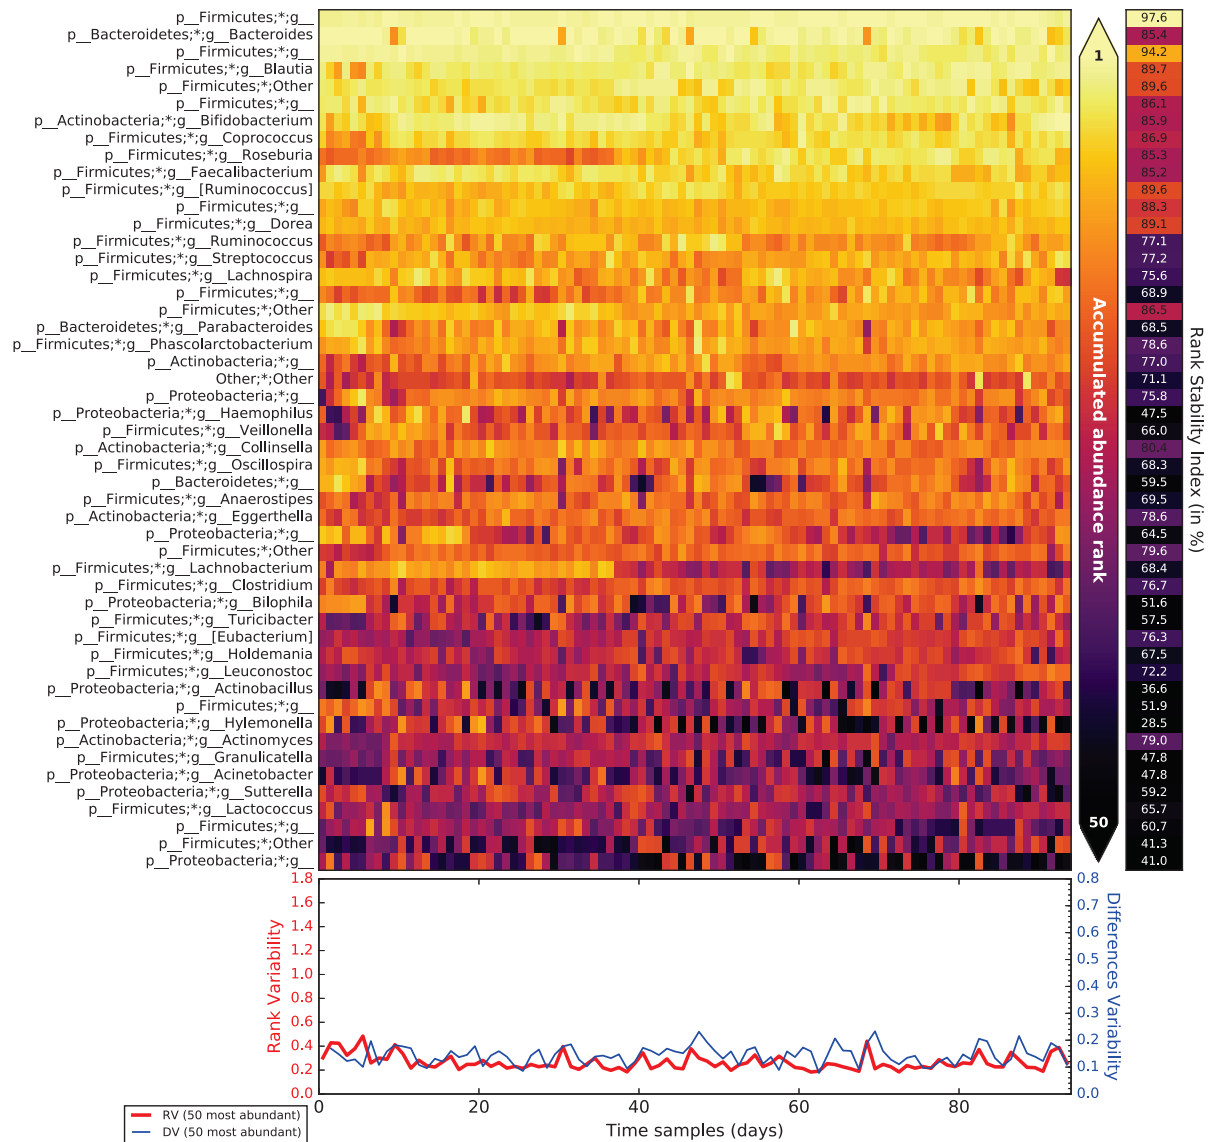 p__Firmicutes;*;g__
p__Bacteroidetes;*;g__Bacteroides
p__Firmicutes;*;g__
p__Firmicutes;*;g__Blautia
p__Firmicutes;*;Other
p__Firmicutes;*;g__
p__Actinobacteria;*;g__Bifidobacterium
p__Firmicutes;*;g__Coprococcus
p__Firmicutes;*;g__Roseburia
p__Firmicutes;*;g__Faecalibacterium
p__Firmicutes;*;g__[Ruminococcus]
p__Firmicutes;*;g__
p__Firmicutes;*;g__Dorea
p__Firmicutes;*;g__Ruminococcus
p__Firmicutes;*;g__Streptococcus
p__Firmicutes;*;g__Lachnospira
p__Firmicutes;*;g__
p__Firmicutes;*;Other
p__Bacteroidetes;*;g__Parabacteroides
p__Firmicutes;*;g__Phascolarctobacterium
p__Actinobacteria;*;g__
Other;*;Other
p__Proteobacteria;*;g__
p__Proteobacteria;*;g__Haemophilus
p__Firmicutes;*;g__Veillonella
p__Actinobacteria;*;g__Collinsella
p__Firmicutes;*;g__Oscillospira
p__Bacteroidetes;*;g__
p__Firmicutes;*;g__Anaerostipes
p__Actinobacteria;*;g__Eggerthella
p__Proteobacteria;*;g__
p__Firmicutes;*;Other
p__Firmicutes;*;g__Lachnobacterium
p__Firmicutes;*;g__Clostridium
p__Proteobacteria;*;g__Bilophila
p__Firmicutes;*;g__Turicibacter
p__Firmicutes;*;g__[Eubacterium]
p__Firmicutes;*;g__Holdemania
p__Firmicutes;*;g__Leuconostoc
p__Proteobacteria;*;g__Actinobacillus
p__Firmicutes;*;g__
p__Proteobacteria;*;g__Hylemonella
p__Actinobacteria;*;g__Actinomyces
p__Firmicutes;*;g__Granulicatella
p__Proteobacteria;*;g__Acinetobacter
p__Proteobacteria;*;g__Sutterella
p__Firmicutes;*;g__Lactococcus
p__Firmicutes;*;g__
p__Firmicutes;*;Other
p__Proteobacteria;*;g__
1
Accumulated abundance rank
50
97.6
85.4
94.2
89.7
89.6
86.1
85.9
86.9
85.3
85.2
89.6
88.3
89.1
77.1
77.2
75.6
68.9
86.5
68.5
78.6
77.0
71.1
75.8
47.5
66.0
80.4
68.3
59.5
69.5
78.6
64.5
79.6
68.4
76.7
51.6
57.5
76.3
67.5
72.2
36.6
51.9
28.5
79.0
47.8
47.8
59.2
65.7
60.7
41.3
41.0
Rank Stability Index (in %)
Rank Variability
1.8
1.6
1.4
1.2
1.0
0.8
0.6
0.4
0.2
0.0
0.8
0.7
0.6
0.5
0.4
0.3
0.2
0.1
0.0
Differences Variability
0 20 40 60 80
Time samples (days)
RV (50 most abundant)
DV (50 most abundant)